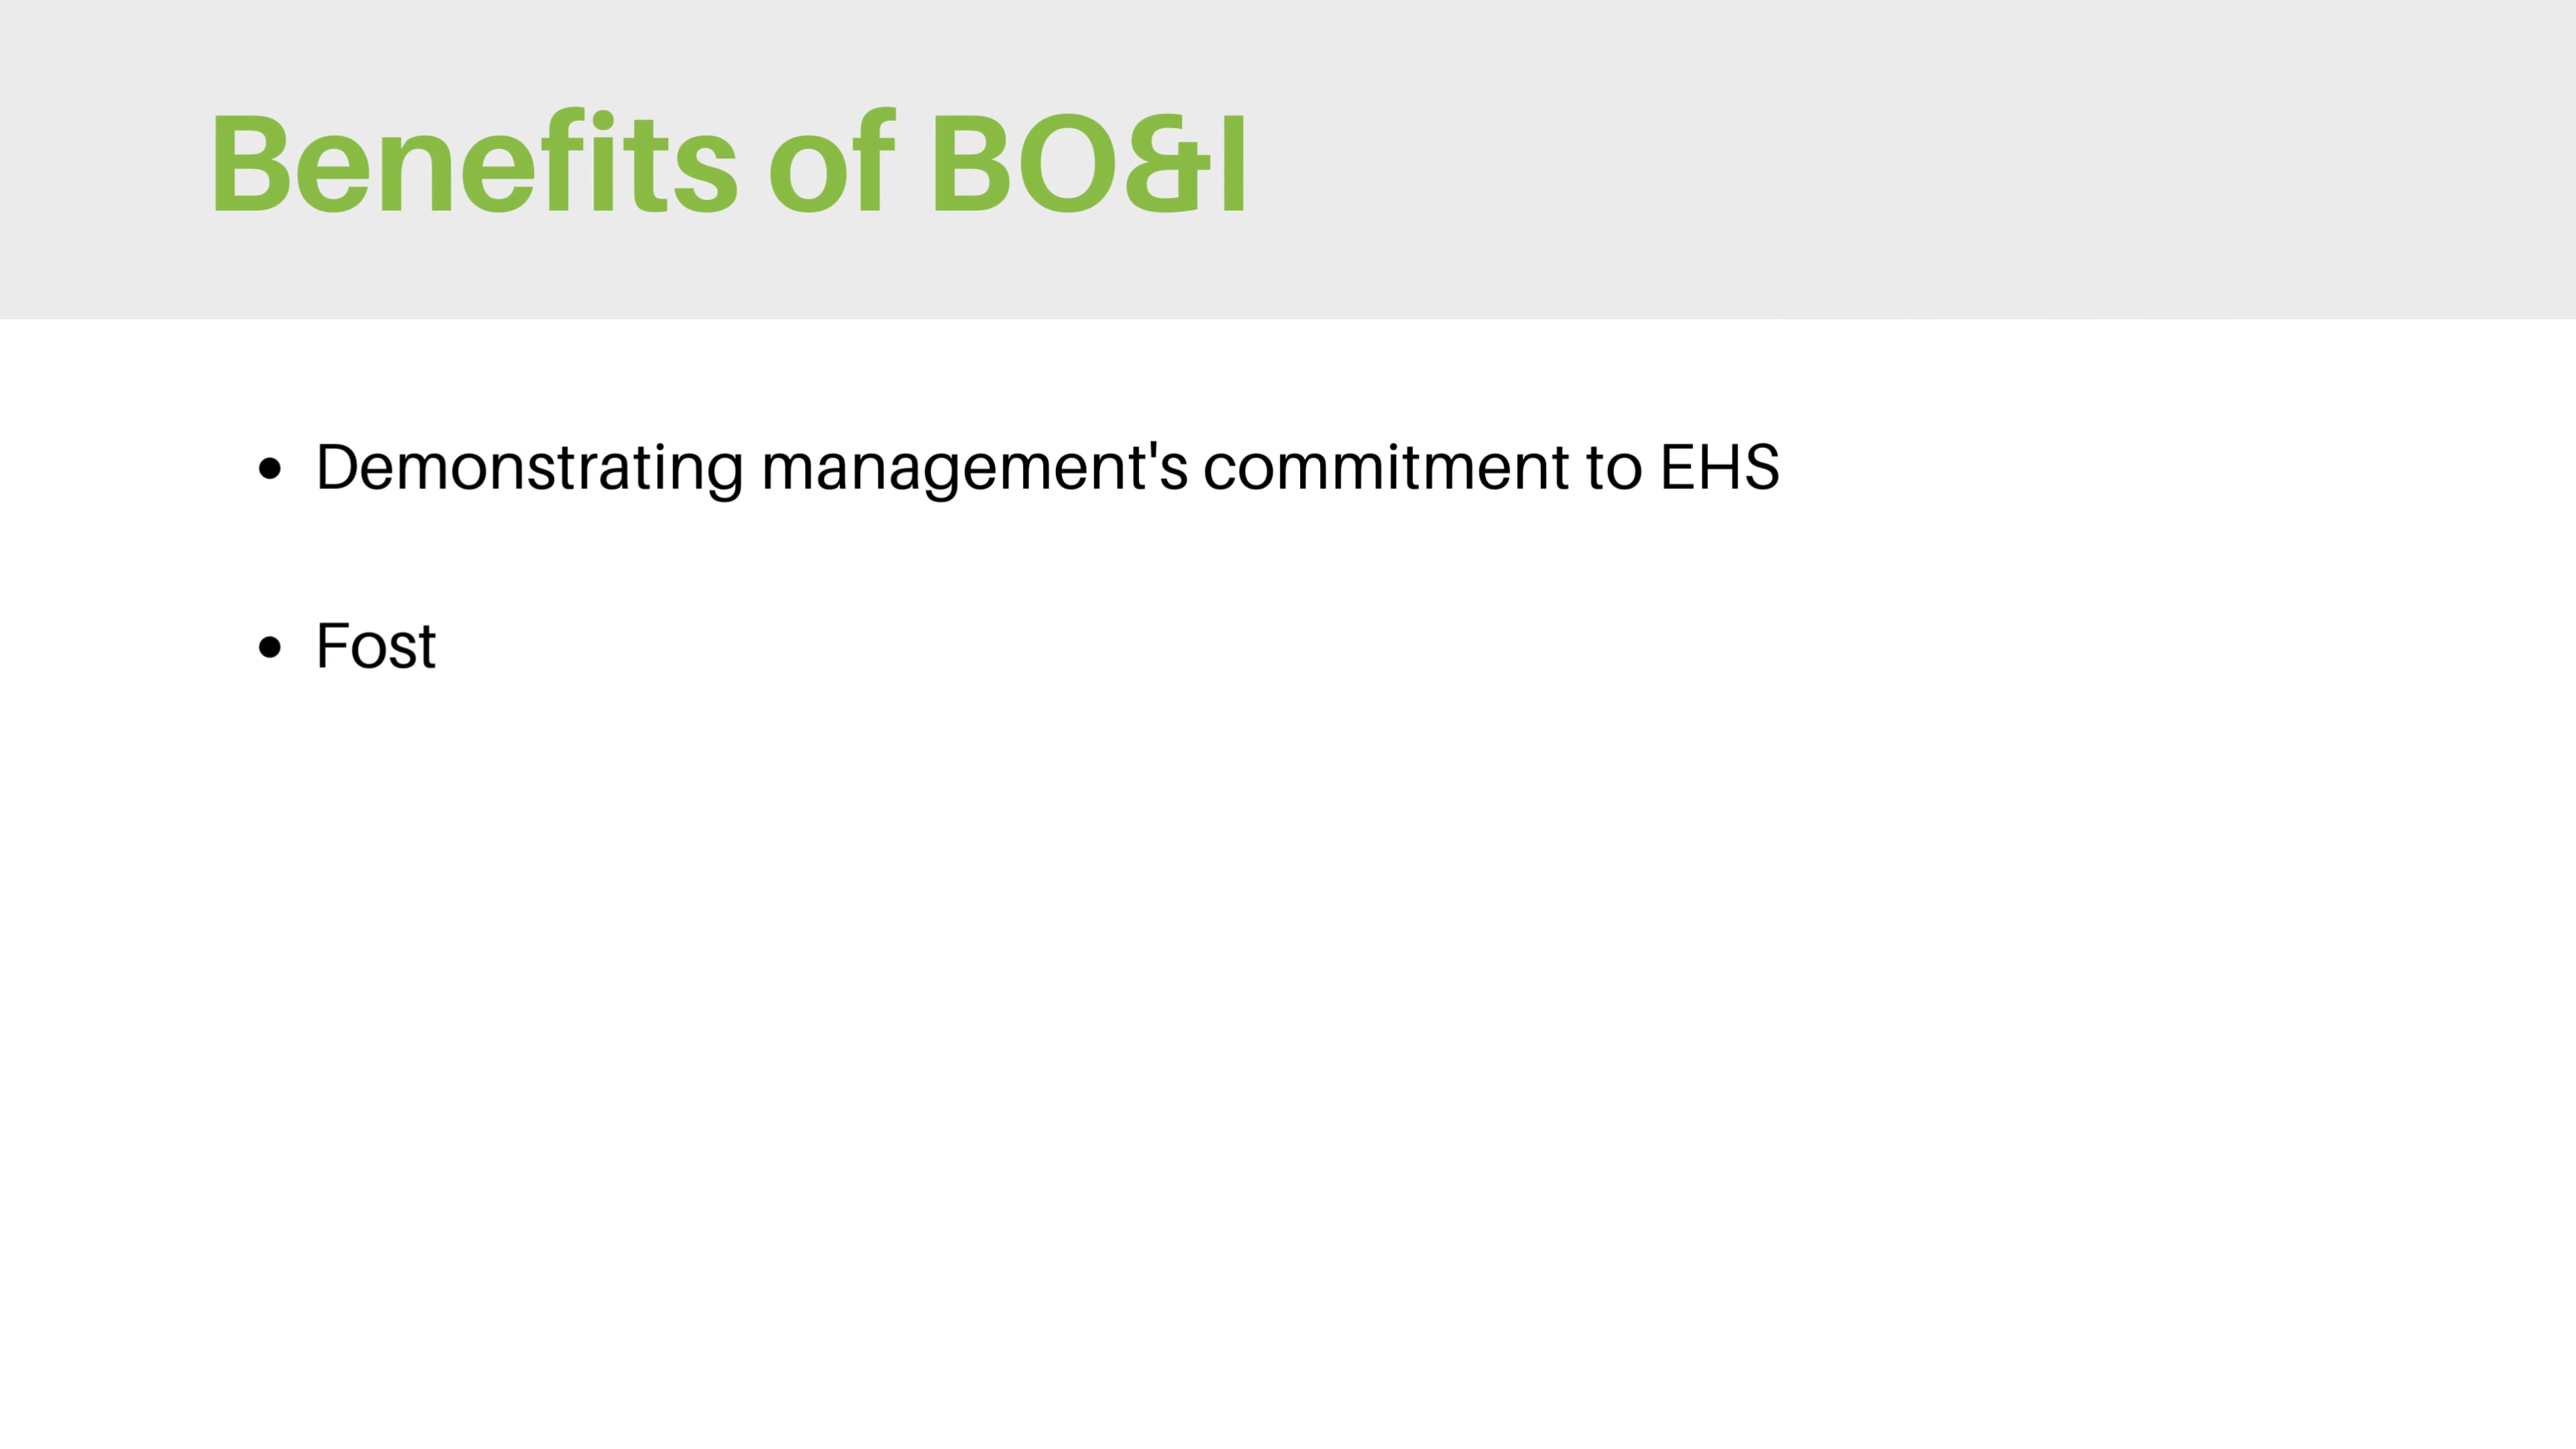 Benefits of BO&I
• Demonstrating management's commitment to EHS
• Fost